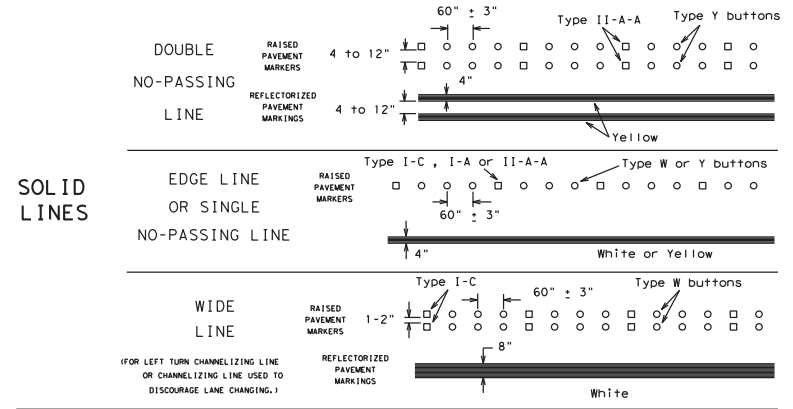 60" ± 3"
Type II-A-A
Type Y buttons
DOUBLE
NO-PASSING
LINE
RAISED
PAVEMENT
MARKERS
4 to 12"
4"
REFLECTORIZED
PAVEMENT
MARKINGS
4 to 12"
Yellow
SOLID
LINES
EDGE LINE
OR SINGLE
NO-PASSING LINE
RAISED
PAVEMENT
MARKERS
Type I-C , I-A or II-A-A
Type W or Y buttons
60" ± 3"
4"
White or Yellow
WIDE
LINE
(FOR LEFT TURN CHANNELIZING LINE
OR CHANNELIZING LINE USED TO
DISCOURAGE LANE CHANGING.)
RAISED
PAVEMENT
MARKERS
1-2"
Type I-C
60" ± 3"
Type W buttons
REFLECTORIZED
PAVEMENT
MARKINGS
8"
White